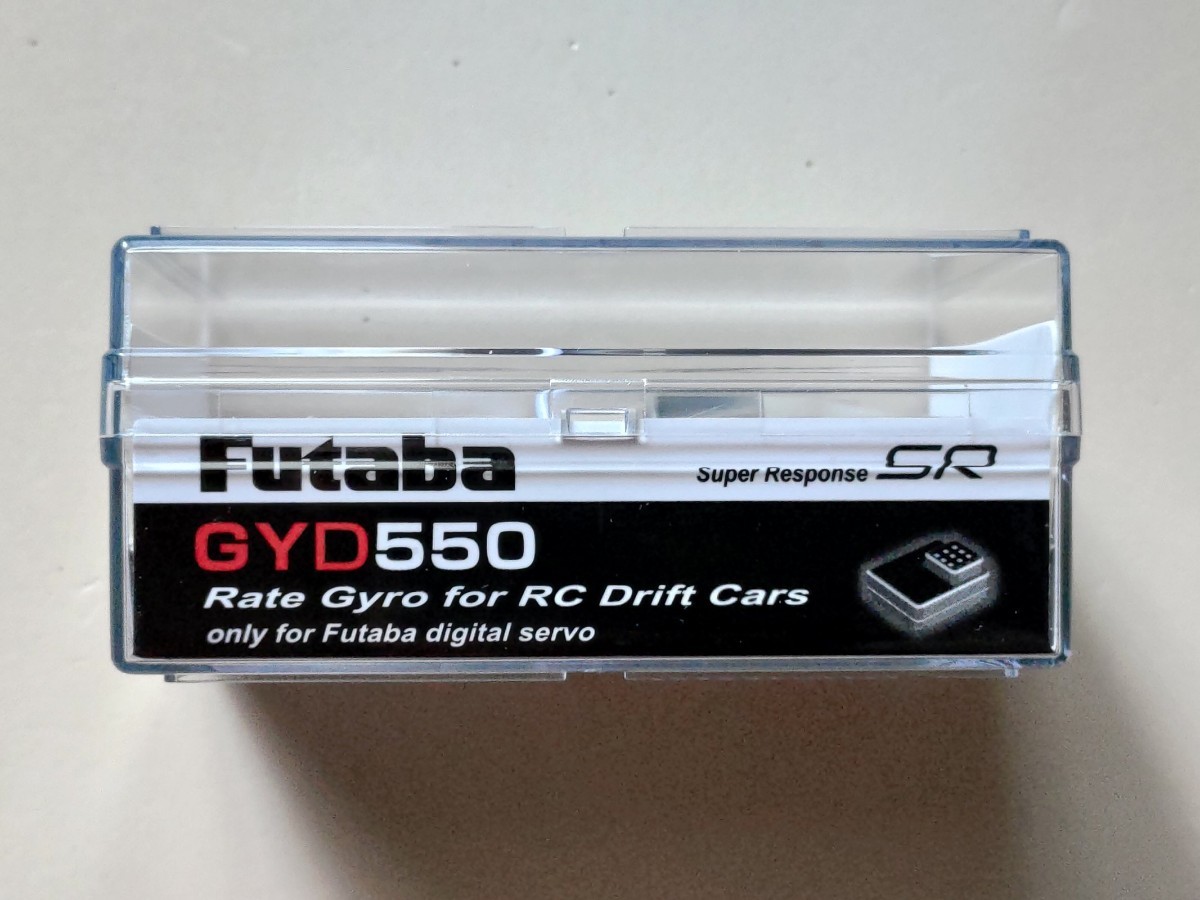 Futaba
Super Response SR
GYD550
Rate Gyro for RC Drift Cars
only for Futaba digital servo